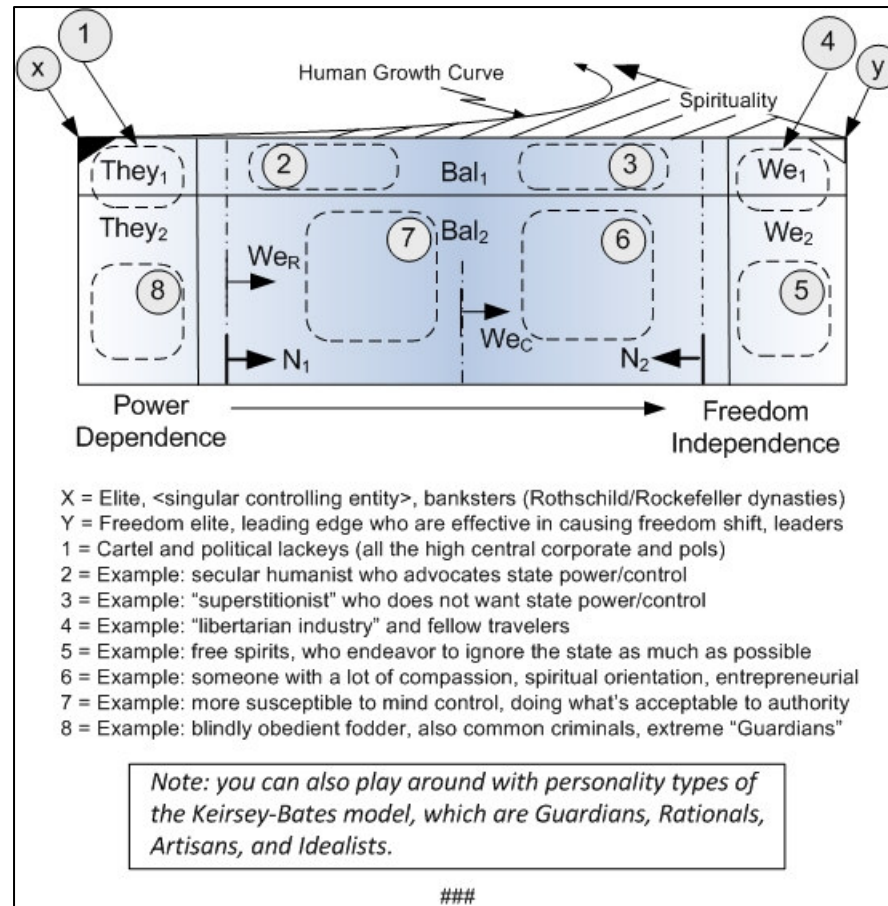 1
4
x
y
Human Growth Curve
Spirituality
They1
2
Bal1
3
We1
They2
7
Bal2
6
We2
WeR
8
5
WeC
N1
N2
Power
Dependence
Freedom
Independence
X = Elite, <singular controlling entity>, banksters (Rothschild/Rockefeller dynasties)
Y = Freedom elite, leading edge who are effective in causing freedom shift, leaders
1 = Cartel and political lackeys (all the high central corporate and pols)
2 = Example: secular humanist who advocates state power/control
3 = Example: “superstitionist” who does not want state power/control
4 = Example: “libertarian industry” and fellow travelers
5 = Example: free spirits, who endeavor to ignore the state as much as possible
6 = Example: someone with a lot of compassion, spiritual orientation, entrepreneurial
7 = Example: more susceptible to mind control, doing what’s acceptable to authority
8 = Example: blindly obedient fodder, also common criminals, extreme “Guardians”
Note: you can also play around with personality types of
the Keirsey-Bates model, which are Guardians, Rationals,
Artisans, and Idealists.
###